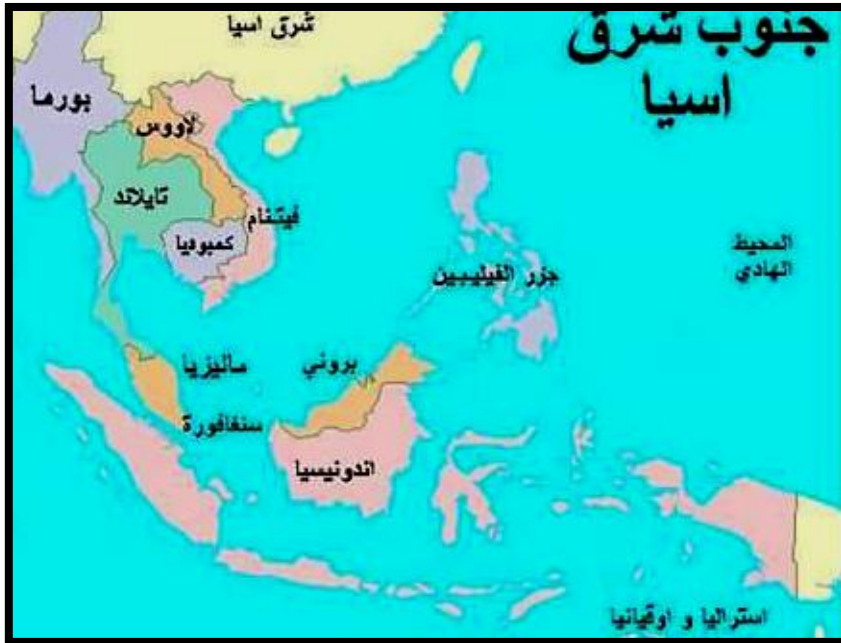 جنوب شرق
اسيا
شرق اسيا
بورما
لاووس
تايلاند
فيتنام
كمبوديا
المحيط
الهادي
جزر الفيليبين
ماليزيا
بروني
سنغافورة
اندونيسيا
استراليا و اوقيانيا